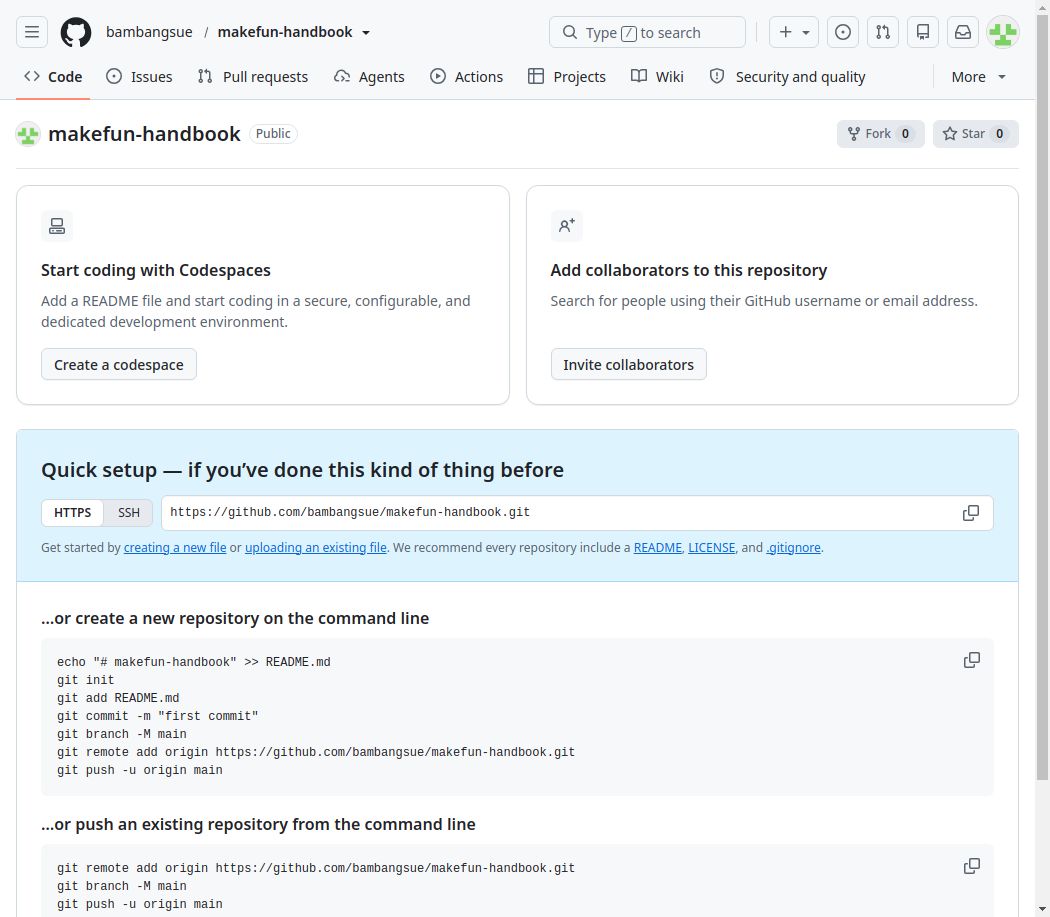 bambangsue / makefun-handbook
Type / to search
Code Issues Pull requests Agents Actions Projects Wiki Security and quality More
makefun-handbook Public
Fork 0 Star 0
Start coding with Codespaces
Add a README file and start coding in a secure, configurable, and
dedicated development environment.
Create a codespace
Add collaborators to this repository
Search for people using their GitHub username or email address.
Invite collaborators
Quick setup — if you’ve done this kind of thing before
HTTPS SSH https://github.com/bambangsue/makefun-handbook.git
Get started by creating a new file or uploading an existing file. We recommend every repository include a README, LICENSE, and .gitignore.
…or create a new repository on the command line
echo "# makefun-handbook" >> README.md
git init
git add README.md
git commit -m "first commit"
git branch -M main
git remote add origin https://github.com/bambangsue/makefun-handbook.git
git push -u origin main
…or push an existing repository from the command line
git remote add origin https://github.com/bambangsue/makefun-handbook.git
git branch -M main
git push -u origin main